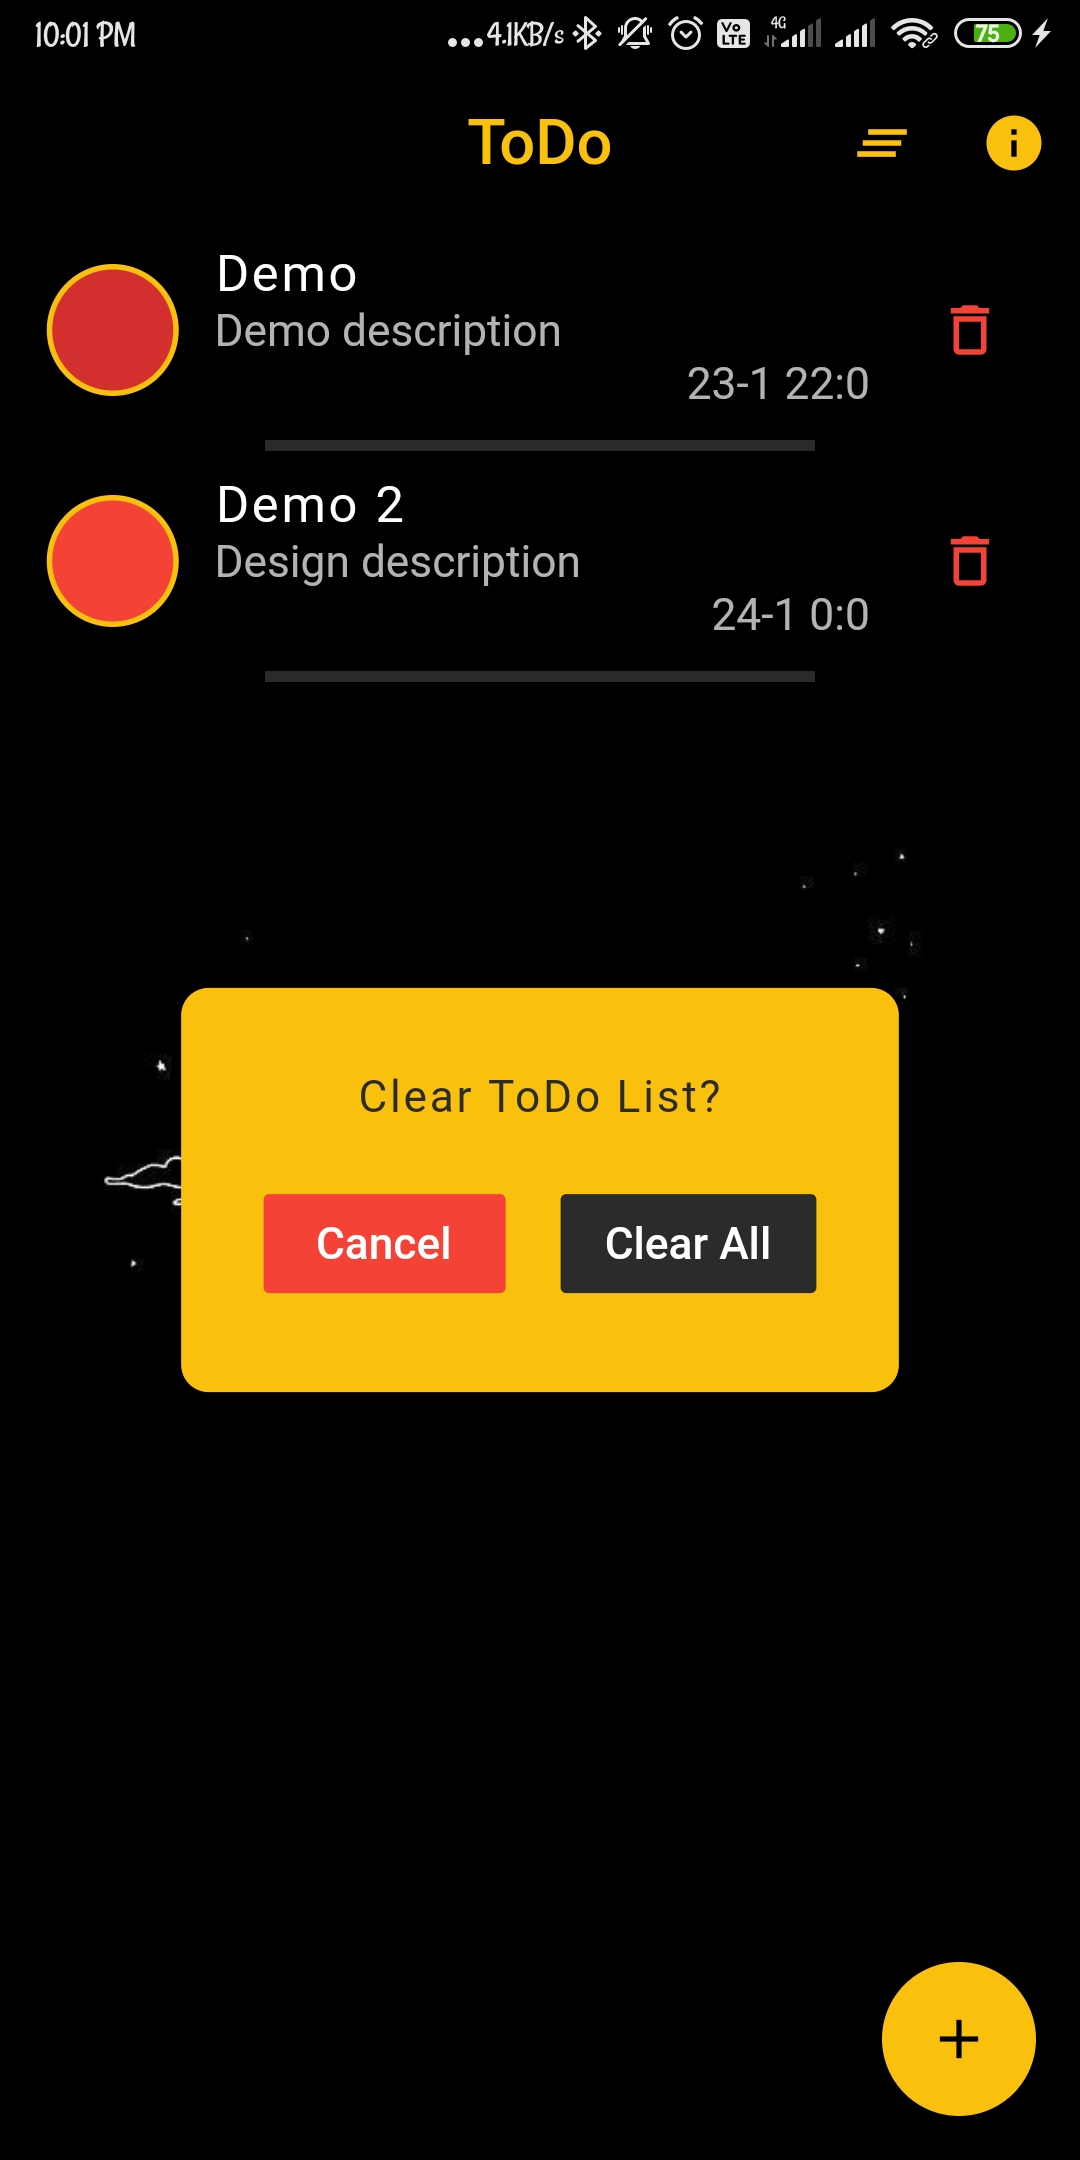 10:01 PM ...4.1KB/s Vo LTE 4G 75
ToDo
Demo
Demo description
23-1 22:0
Demo 2
Design description
24-1 0:0
Clear ToDo List?
Cancel Clear All